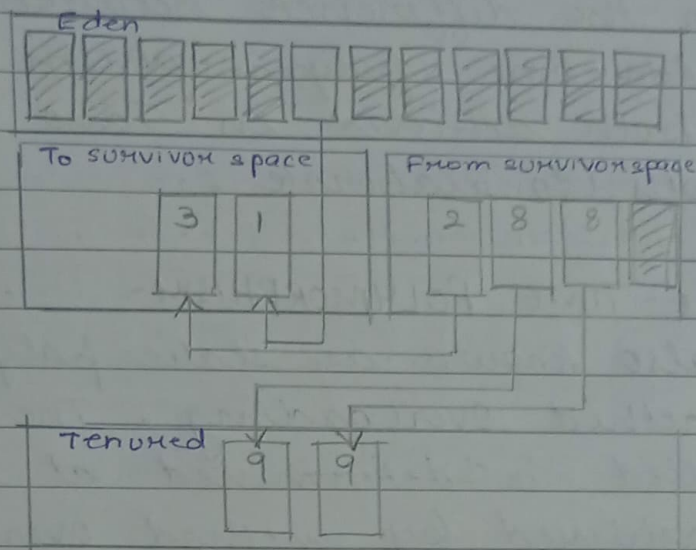 Eden
To survivor space
From survivor space
3 1
2 8 8
Tenured
9 9